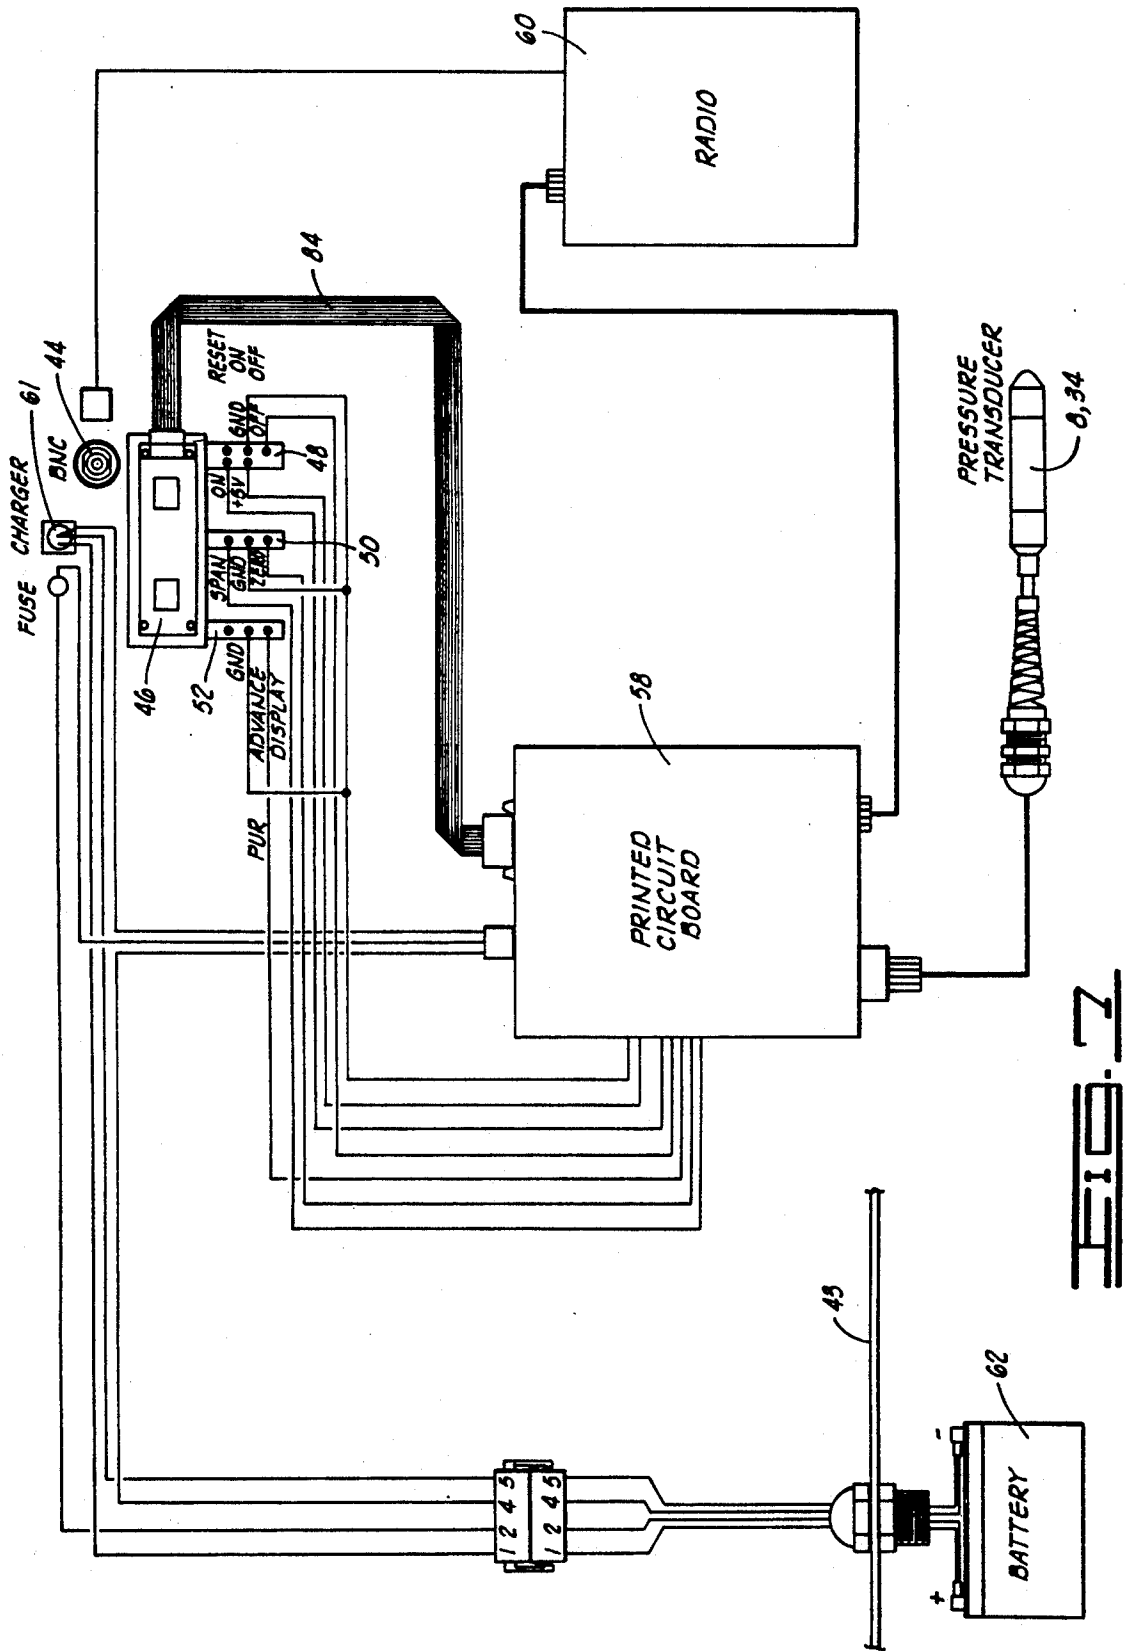 FUSE
CHARGER
61
BNC
44
46
52
GND
ADVANCE
DISPLAY
PUR
SPAN
GND
ZERO
50
ON
+5V
GND
OFF
48
RESET
ON
OFF
84
60
RADIO
58
PRINTED
CIRCUIT
BOARD
PRESSURE
TRANSDUCER
8,34
1 2 4 5
1 2 4 5
43
+
-
62
BATTERY
FIG. 7